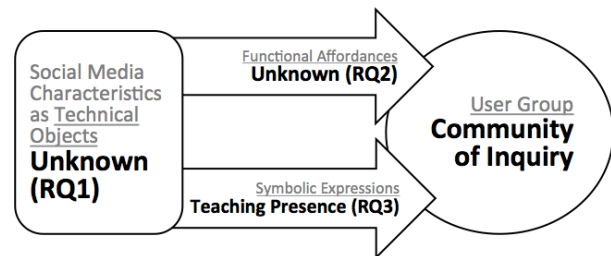 Social Media
Characteristics
as Technical
Objects
Unknown
(RQ1)
Functional Affordances
Unknown (RQ2)
Symbolic Expressions
Teaching Presence (RQ3)
User Group
Community
of Inquiry